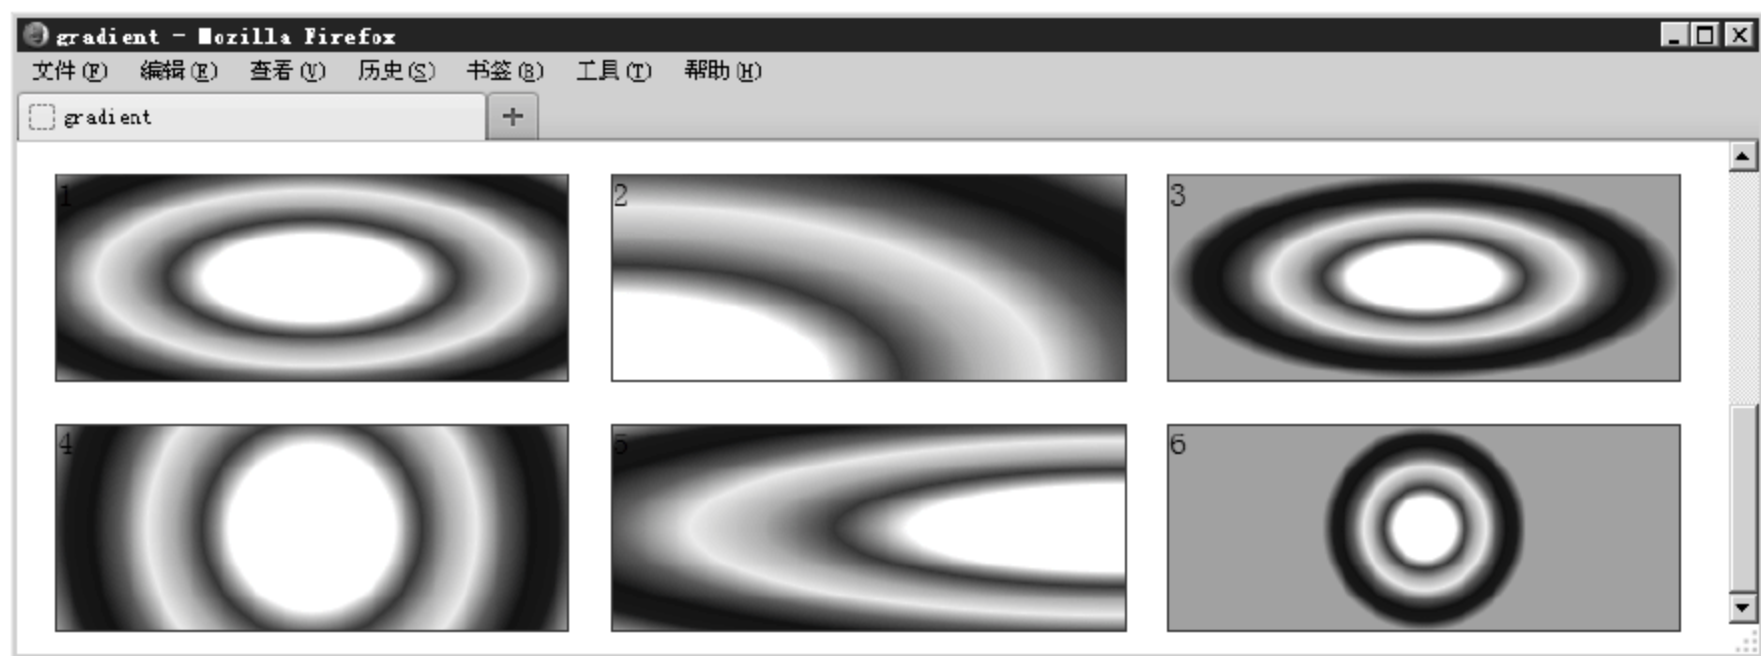 gradient - Mozilla Firefox
文件(F) 编辑(E) 查看(V) 历史(S) 书签(B) 工具(T) 帮助(H)
gradient
1 2 3
4 5 6